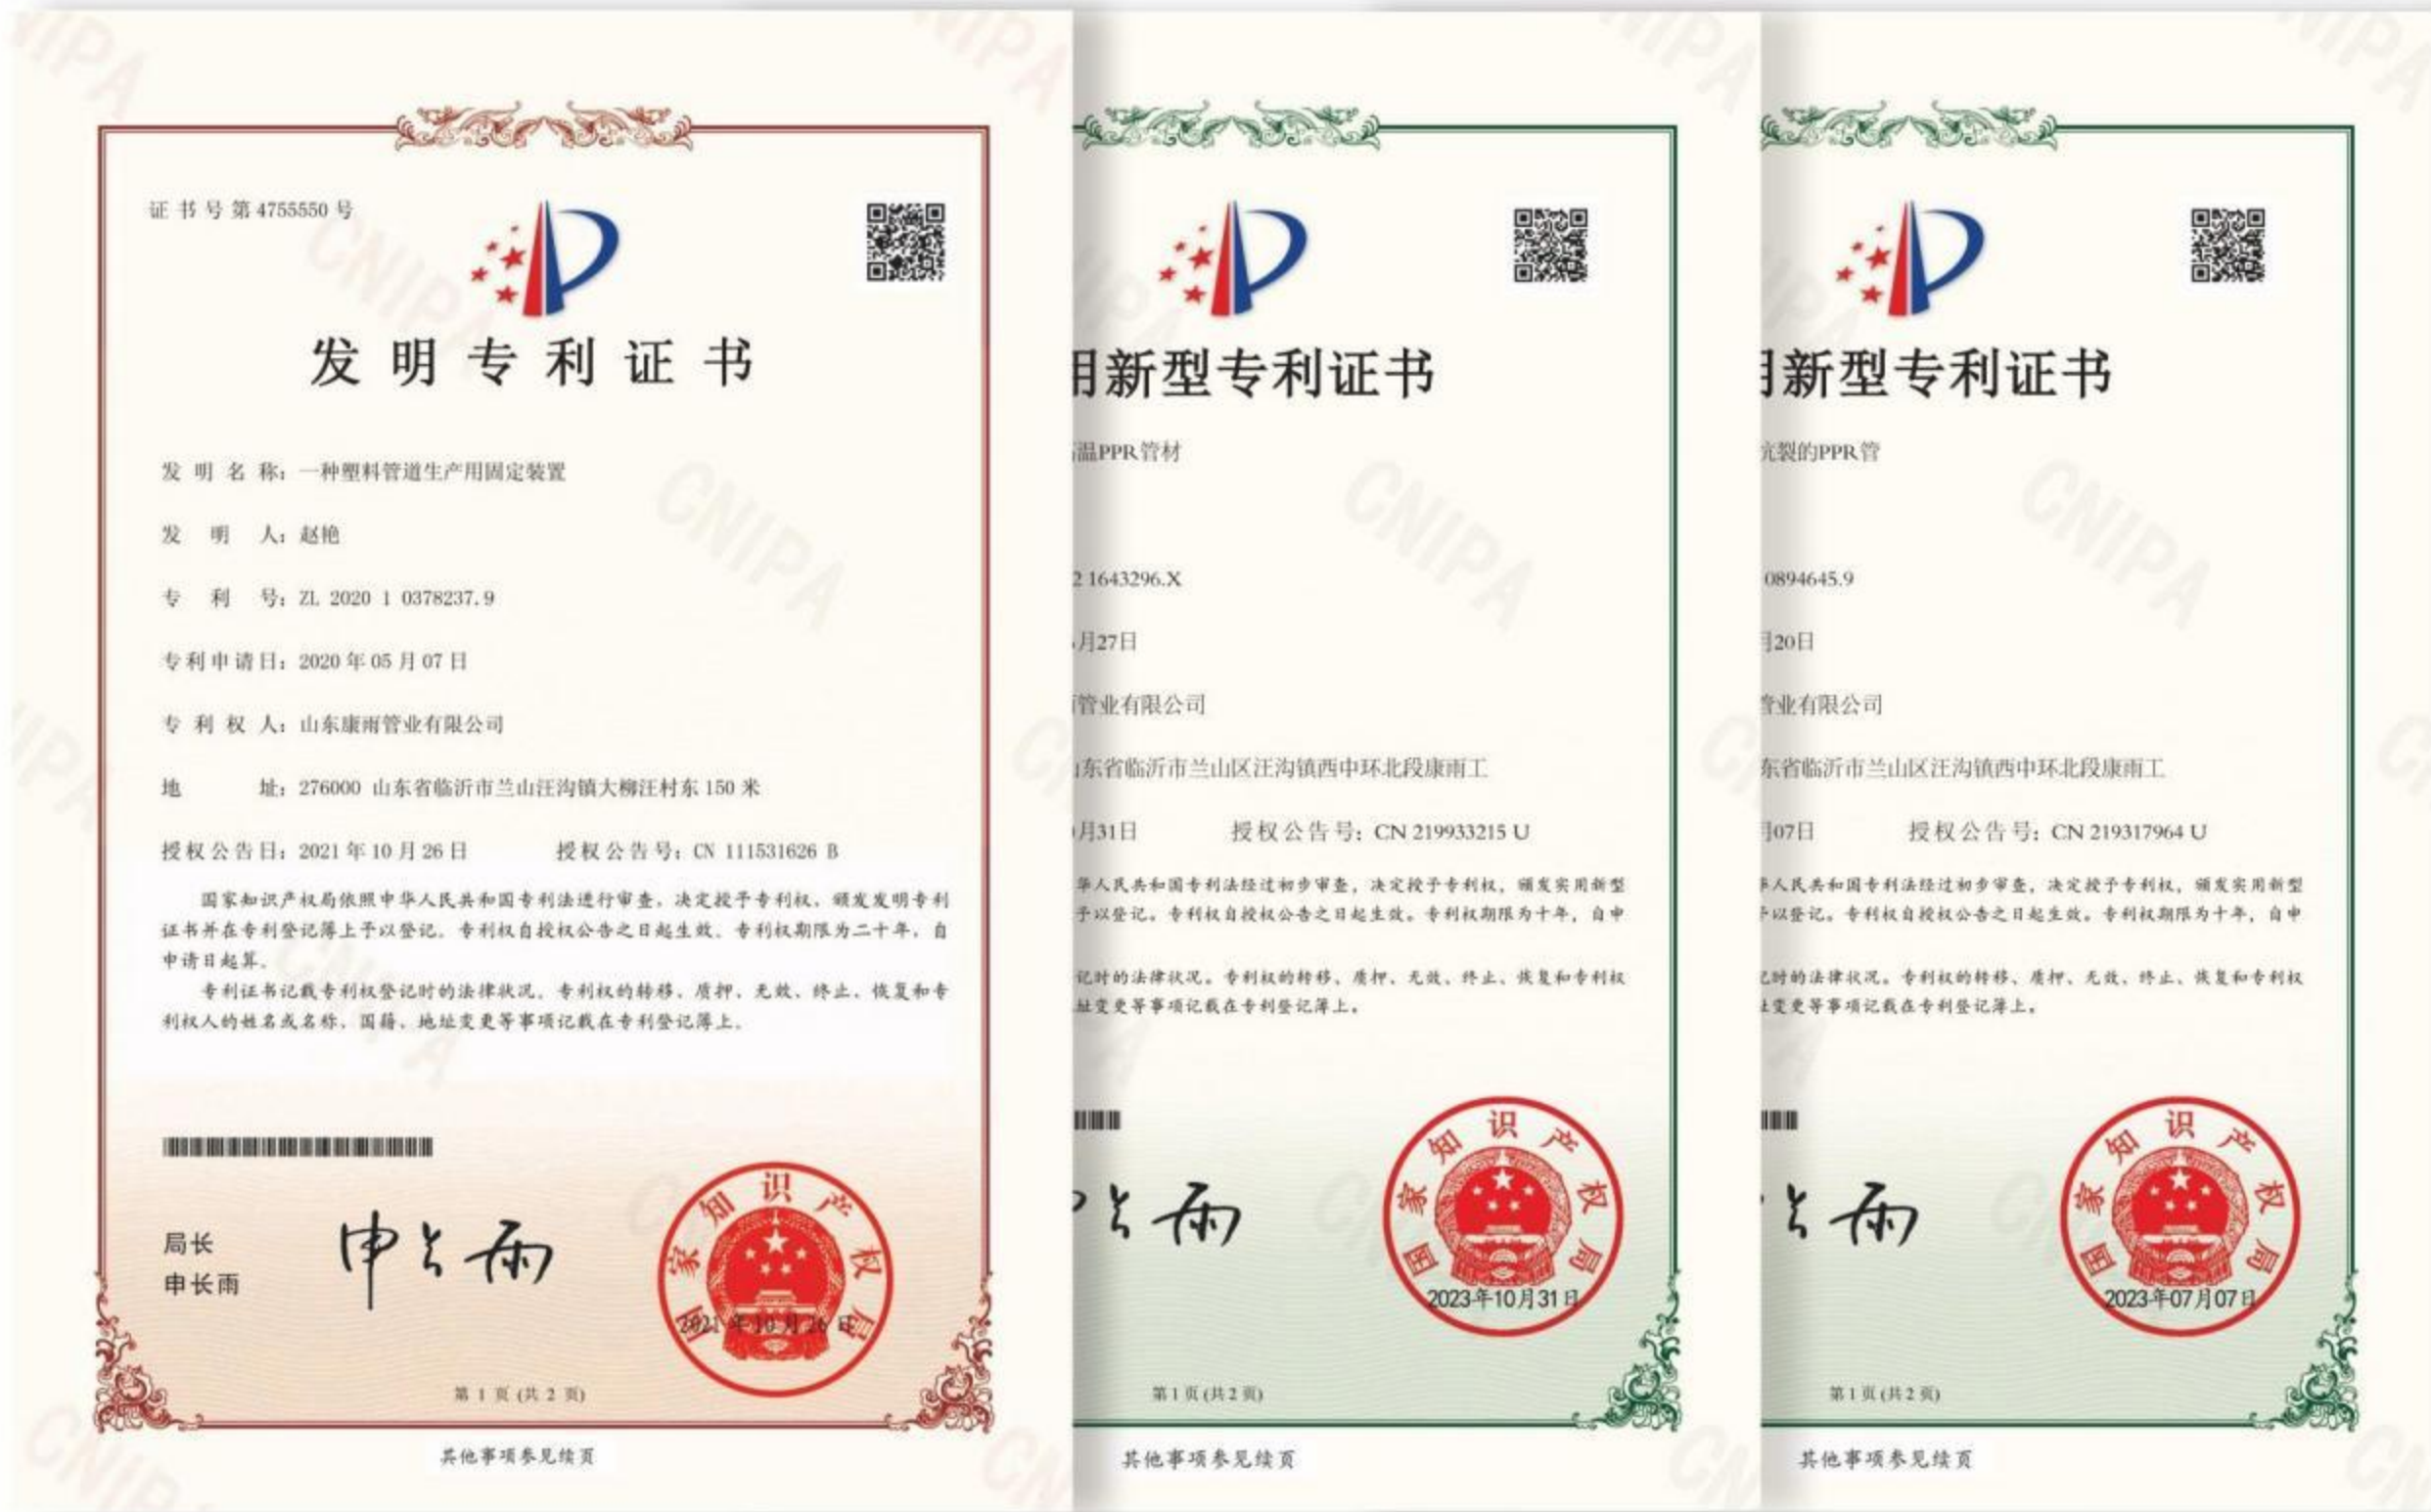 证书号第4755550号
发明专利证书
发明名称：一种塑料管道生产用固定装置
发明人：赵艳
专利号：ZL 2020 1 0378237.9
专利申请日：2020年05月07日
专利权人：山东康雨管业有限公司
地址：276000 山东省临沂市兰山汪沟镇大柳汪村东150米
授权公告日：2021年10月26日 授权公告号：CN 111531626 B
国家知识产权局依照中华人民共和国专利法进行审查，决定授予专利权，颁发发明专利
证书并在专利登记簿上予以登记。专利权自授权公告之日起生效。专利权期限为二十年，自
申请日起算。
专利证书记载专利权登记时的法律状况。专利权的转移、质押、无效、终止、恢复和专
利权人的姓名或名称、国籍、地址变更等事项记载在专利登记簿上。
局长
申长雨
申长雨
国家知识产权局
2021年10月26日
第1页(共2页)
其他事项参见续页
用新型专利证书
温PPR管材
2 1643296.X
月27日
管业有限公司
东省临沂市兰山区汪沟镇西中环北段康雨工
月31日 授权公告号：CN 219933215 U
华人民共和国专利法经过初步审查，决定授予专利权，颁发实用新型
予以登记。专利权自授权公告之日起生效。专利权期限为十年，自申
记时的法律状况。专利权的转移、质押、无效、终止、恢复和专利权
址变更等事项记载在专利登记簿上。
长雨
国家知识产权局
2023年10月31日
第1页(共2页)
其他事项参见续页
新型专利证书
抗裂的PPR管
0894645.9
月20日
管业有限公司
东省临沂市兰山区汪沟镇西中环北段康雨工
月07日 授权公告号：CN 219317964 U
人民共和国专利法经过初步审查，决定授予专利权，颁发实用新型
予以登记。专利权自授权公告之日起生效。专利权期限为十年，自申
记时的法律状况。专利权的转移、质押、无效、终止、恢复和专利权
变更等事项记载在专利登记簿上。
长雨
国家知识产权局
2023年07月07日
第1页(共2页)
其他事项参见续页
CNIPA